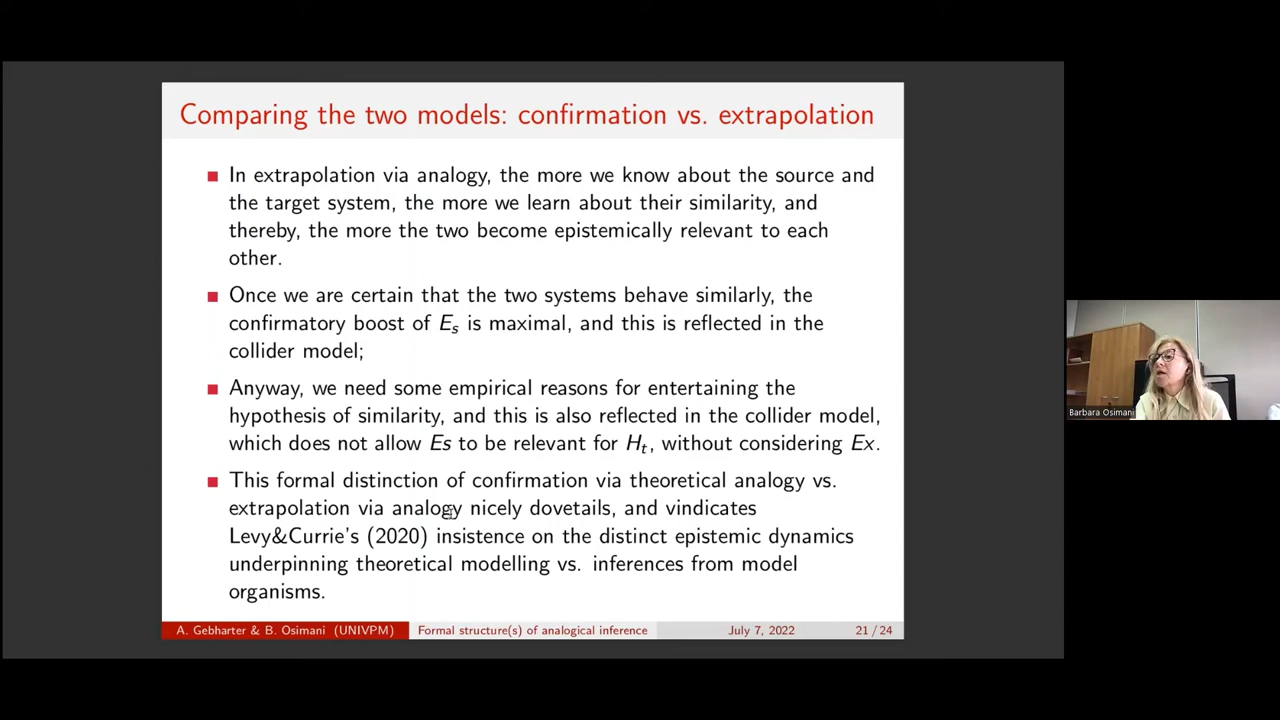 Comparing the two models: confirmation vs. extrapolation
In extrapolation via analogy, the more we know about the source and
the target system, the more we learn about their similarity, and
thereby, the more the two become epistemically relevant to each
other.
Once we are certain that the two systems behave similarly, the
confirmatory boost of Es is maximal, and this is reflected in the
collider model;
Anyway, we need some empirical reasons for entertaining the
hypothesis of similarity, and this is also reflected in the collider model,
which does not allow Es to be relevant for Ht, without considering Ex.
This formal distinction of confirmation via theoretical analogy vs.
extrapolation via analogy nicely dovetails, and vindicates
Levy&Currie's (2020) insistence on the distinct epistemic dynamics
underpinning theoretical modelling vs. inferences from model
organisms.
A. Gebharter & B. Osimani (UNIVPM) Formal structure(s) of analogical inference July 7, 2022 21 / 24
Barbara Osimani